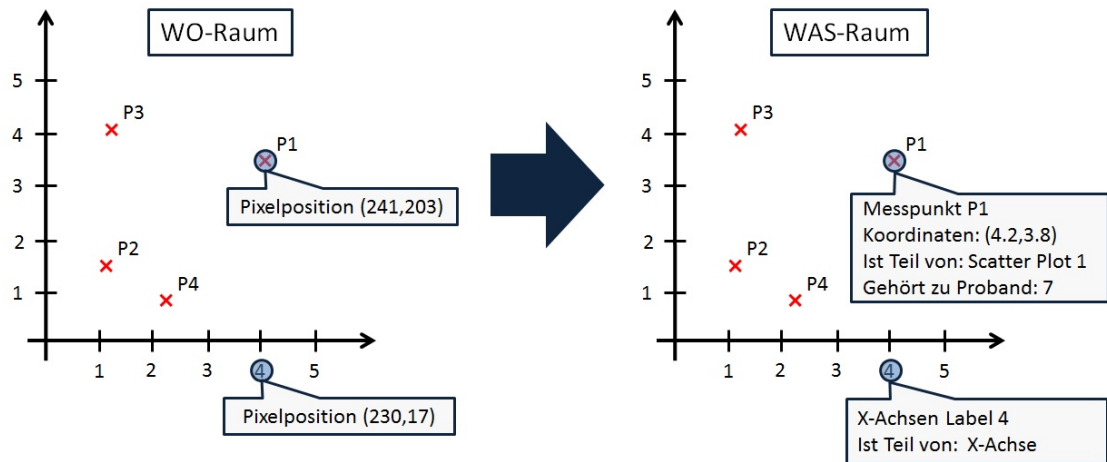 WO-Raum
5
4
3
2
1
P3
P1
Pixelposition (241,203)
P2
P4
1
2
3
4
5
Pixelposition (230,17)
WAS-Raum
5
4
3
2
1
P3
P1
Messpunkt P1
Koordinaten: (4.2,3.8)
Ist Teil von: Scatter Plot 1
Gehört zu Proband: 7
P2
P4
1
2
3
4
5
X-Achsen Label 4
Ist Teil von: X-Achse